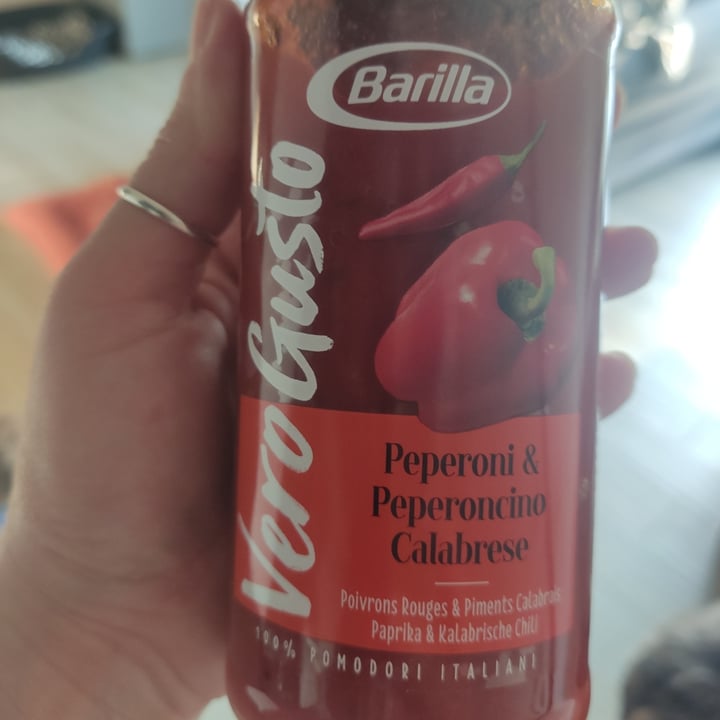 Barilla
Vero Gusto
Peperoni &
Peperoncino
Calabrese
Poivrons Rouges & Piments Calabrais
Paprika & Kalabrische Chili
100% POMODORI ITALIANI